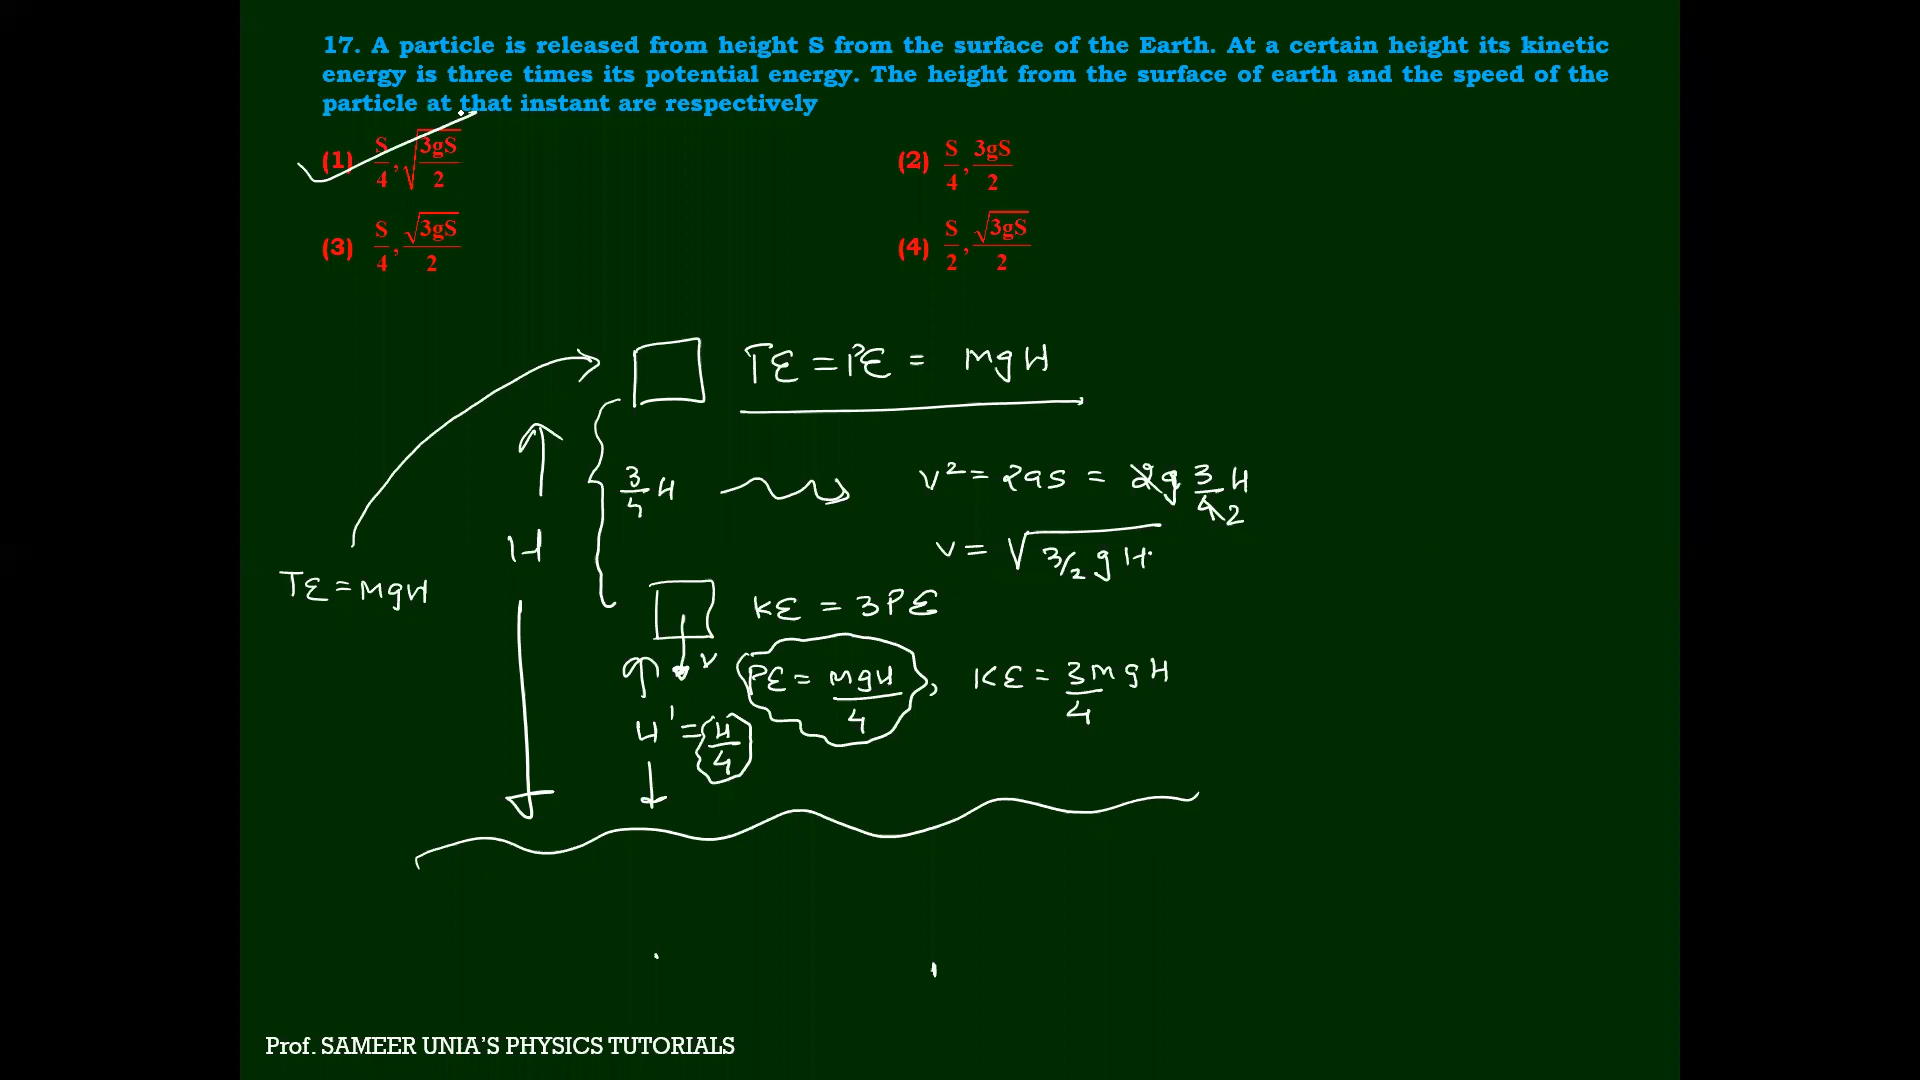 17. A particle is released from height S from the surface of the Earth. At a certain height its kinetic
energy is three times its potential energy. The height from the surface of earth and the speed of the
particle at that instant are respectively
(1) S/4, √(3gS/2)
(2) S/4, 3gS/2
(3) S/4, √3gS/2
(4) S/2, √3gS/2
TE = PE = mgH
3/4 H
v² = 2as = 2g 3/4 H
2
H
v = √(3/2 gH)
TE = mgH
KE = 3PE
v
PE = mgH/4, KE = 3mgH/4
H' = H/4
Prof. SAMEER UNIA'S PHYSICS TUTORIALS